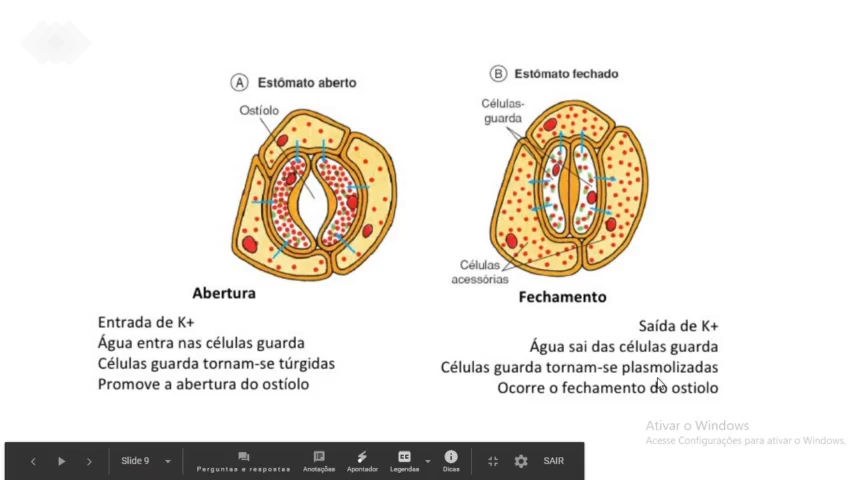 A Estômato aberto
Ostíolo
Abertura
Entrada de K+
Água entra nas células guarda
Células guarda tornam-se túrgidas
Promove a abertura do ostíolo
B Estômato fechado
Células-
guarda
Células
acessórias
Fechamento
Saída de K+
Água sai das células guarda
Células guarda tornam-se plasmolizadas
Ocorre o fechamento do ostiolo
Ativar o Windows
Acesse Configurações para ativar o Windows.
Slide 9
Perguntas e respostas
Anotações
Apontador
Legendas
Dicas
SAIR